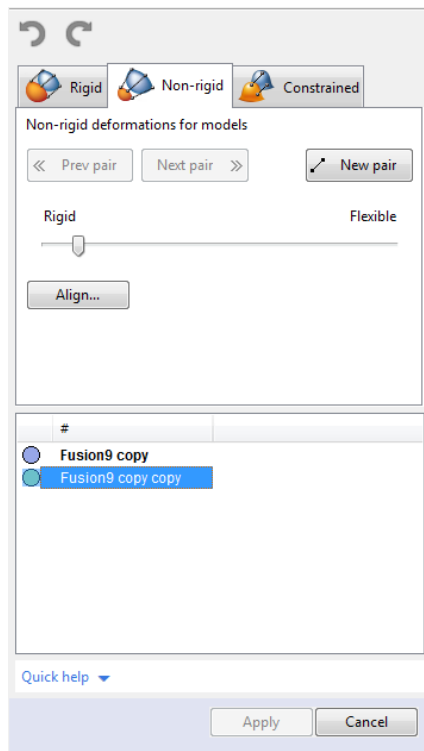 Rigid Non-rigid Constrained
Non-rigid deformations for models
Prev pair Next pair New pair
Rigid Flexible
Align...
#
Fusion9 copy
Fusion9 copy copy
Quick help
Apply Cancel